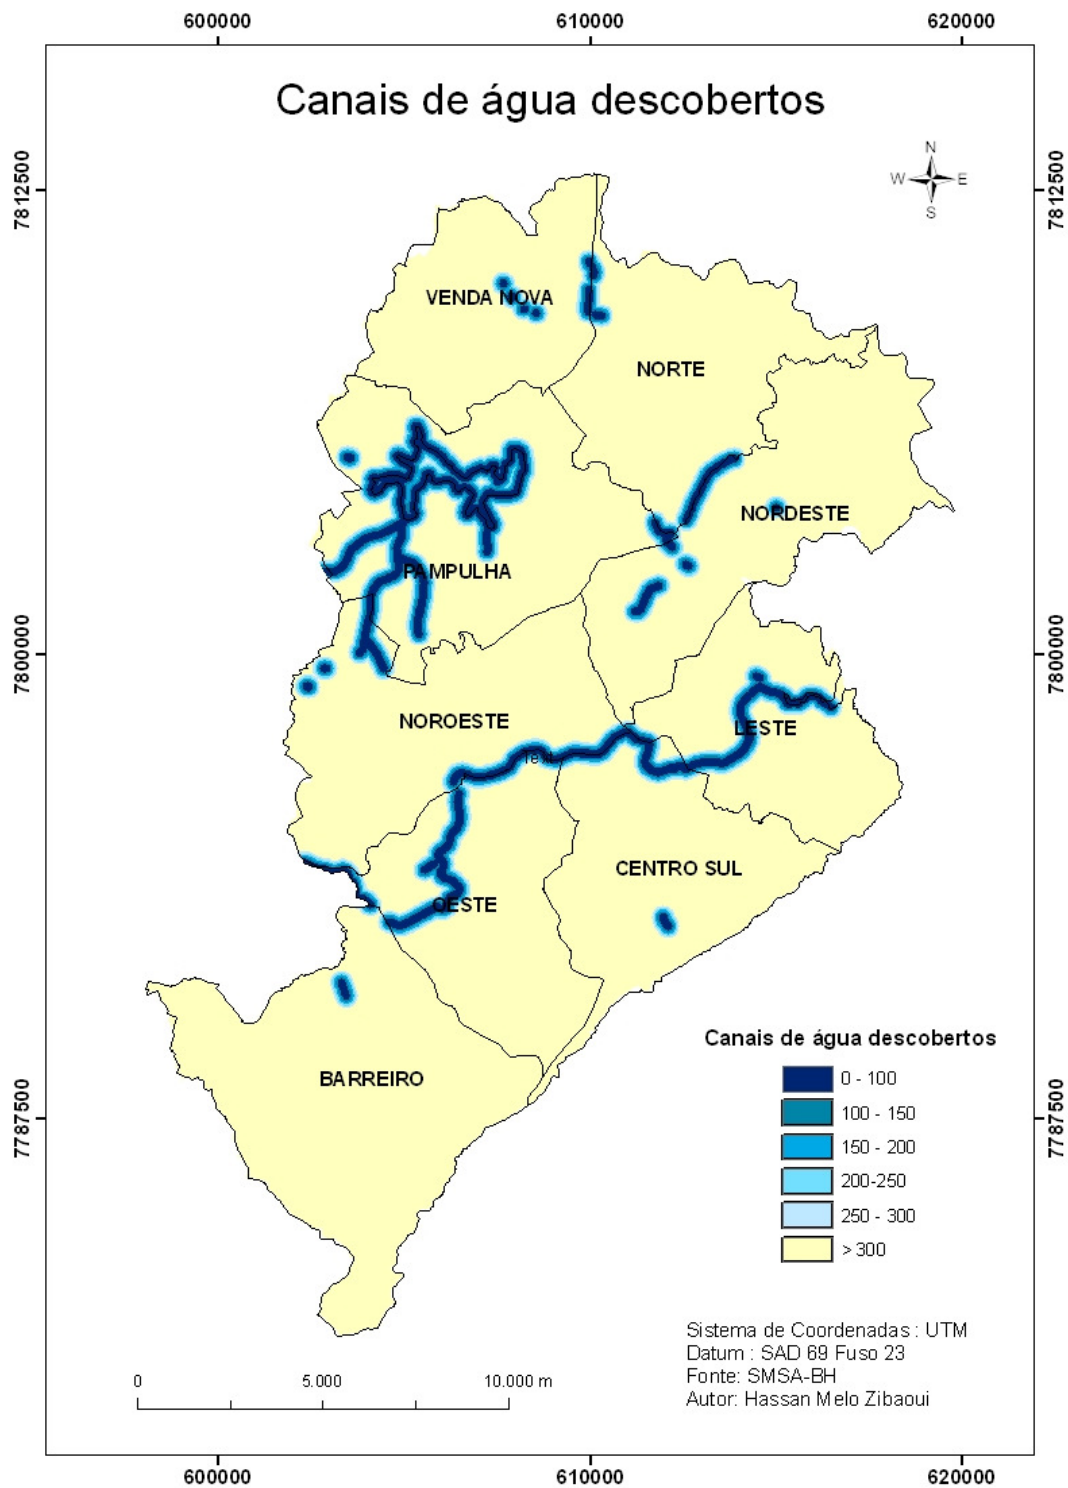 600000 610000 620000
Canais de água descobertos
N
W E
S
7812500 7812500
VENDA NOVA
NORTE
NORDESTE
PAMPULHA
7800000 7800000
NOROESTE
LESTE
Text
CENTRO SUL
OESTE
BARREIRO
7787500 7787500
Canais de água descobertos
0 - 100
100 - 150
150 - 200
200-250
250 - 300
> 300
Sistema de Coordenadas : UTM
Datum : SAD 69 Fuso 23
Fonte: SMSA-BH
Autor: Hassan Melo Zibaoui
0 5.000 10.000 m
600000 610000 620000